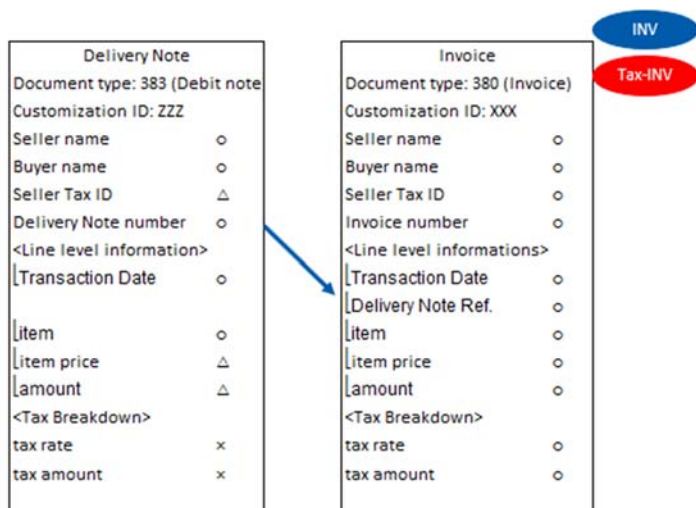 INV
Tax-INV
Delivery Note
Document type: 383 (Debit note
Customization ID: ZZZ
Seller name ○
Buyer name ○
Seller Tax ID △
Delivery Note number ○
<Line level information>
Transaction Date ○
item ○
item price △
amount △
<Tax Breakdown>
tax rate ×
tax amount ×
Invoice
Document type: 380 (Invoice)
Customization ID: XXX
Seller name ○
Buyer name ○
Seller Tax ID ○
Invoice number ○
<Line level informations>
Transaction Date ○
Delivery Note Ref. ○
item ○
item price ○
amount ○
<Tax Breakdown>
tax rate ○
tax amount ○